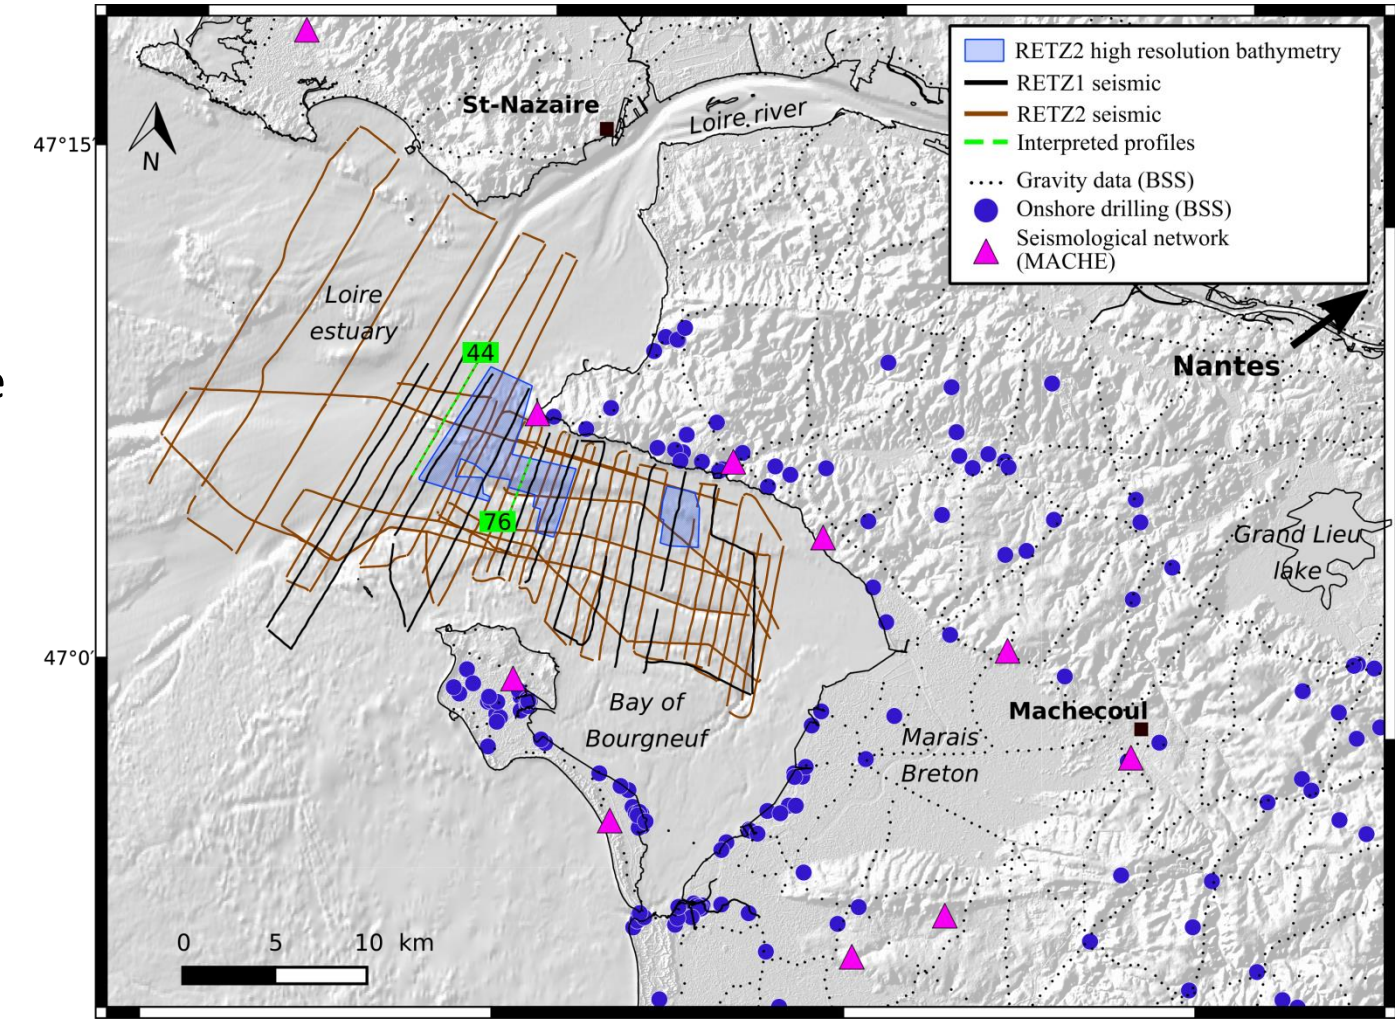 RETZ2 high resolution bathymetry
RETZ1 seismic
RETZ2 seismic
Interpreted profiles
Gravity data (BSS)
Onshore drilling (BSS)
Seismological network
(MACHE)
St-Nazaire
Loire river
47°15'
N
Loire
estuary
44
Nantes
e
76
Grand Lieu
lake
47°0'
Bay of
Bourgneuf
Machecoul
Marais
Breton
0 5 10 km